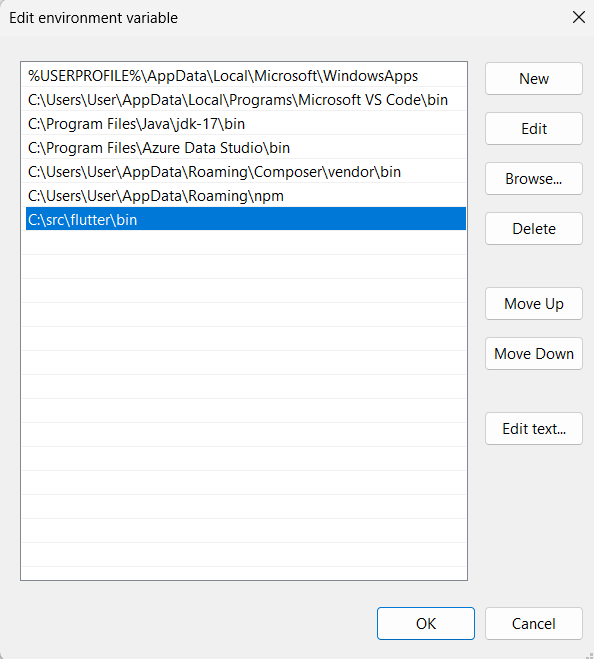 Edit environment variable
%USERPROFILE%\AppData\Local\Microsoft\WindowsApps
C:\Users\User\AppData\Local\Programs\Microsoft VS Code\bin
C:\Program Files\Java\jdk-17\bin
C:\Program Files\Azure Data Studio\bin
C:\Users\User\AppData\Roaming\Composer\vendor\bin
C:\Users\User\AppData\Roaming\npm
C:\src\flutter\bin
New
Edit
Browse...
Delete
Move Up
Move Down
Edit text...
OK
Cancel